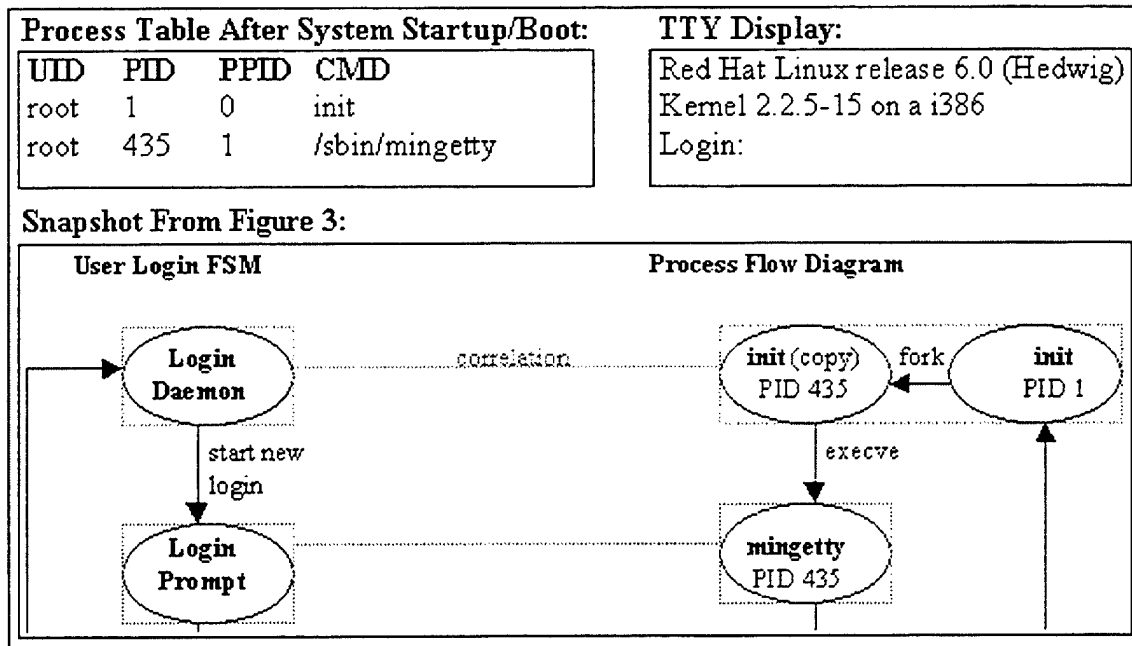 Process Table After System Startup/Boot:
UID PID PPID CMD
root 1 0 init
root 435 1 /sbin/mingetty
TTY Display:
Red Hat Linux release 6.0 (Hedwig)
Kernel 2.2.5-15 on a i386
Login:
Snapshot From Figure 3:
User Login FSM
Process Flow Diagram
Login
Daemon
correlation
init (copy)
PID 435
fork
init
PID 1
start new
login
execve
Login
Prompt
mingetty
PID 435